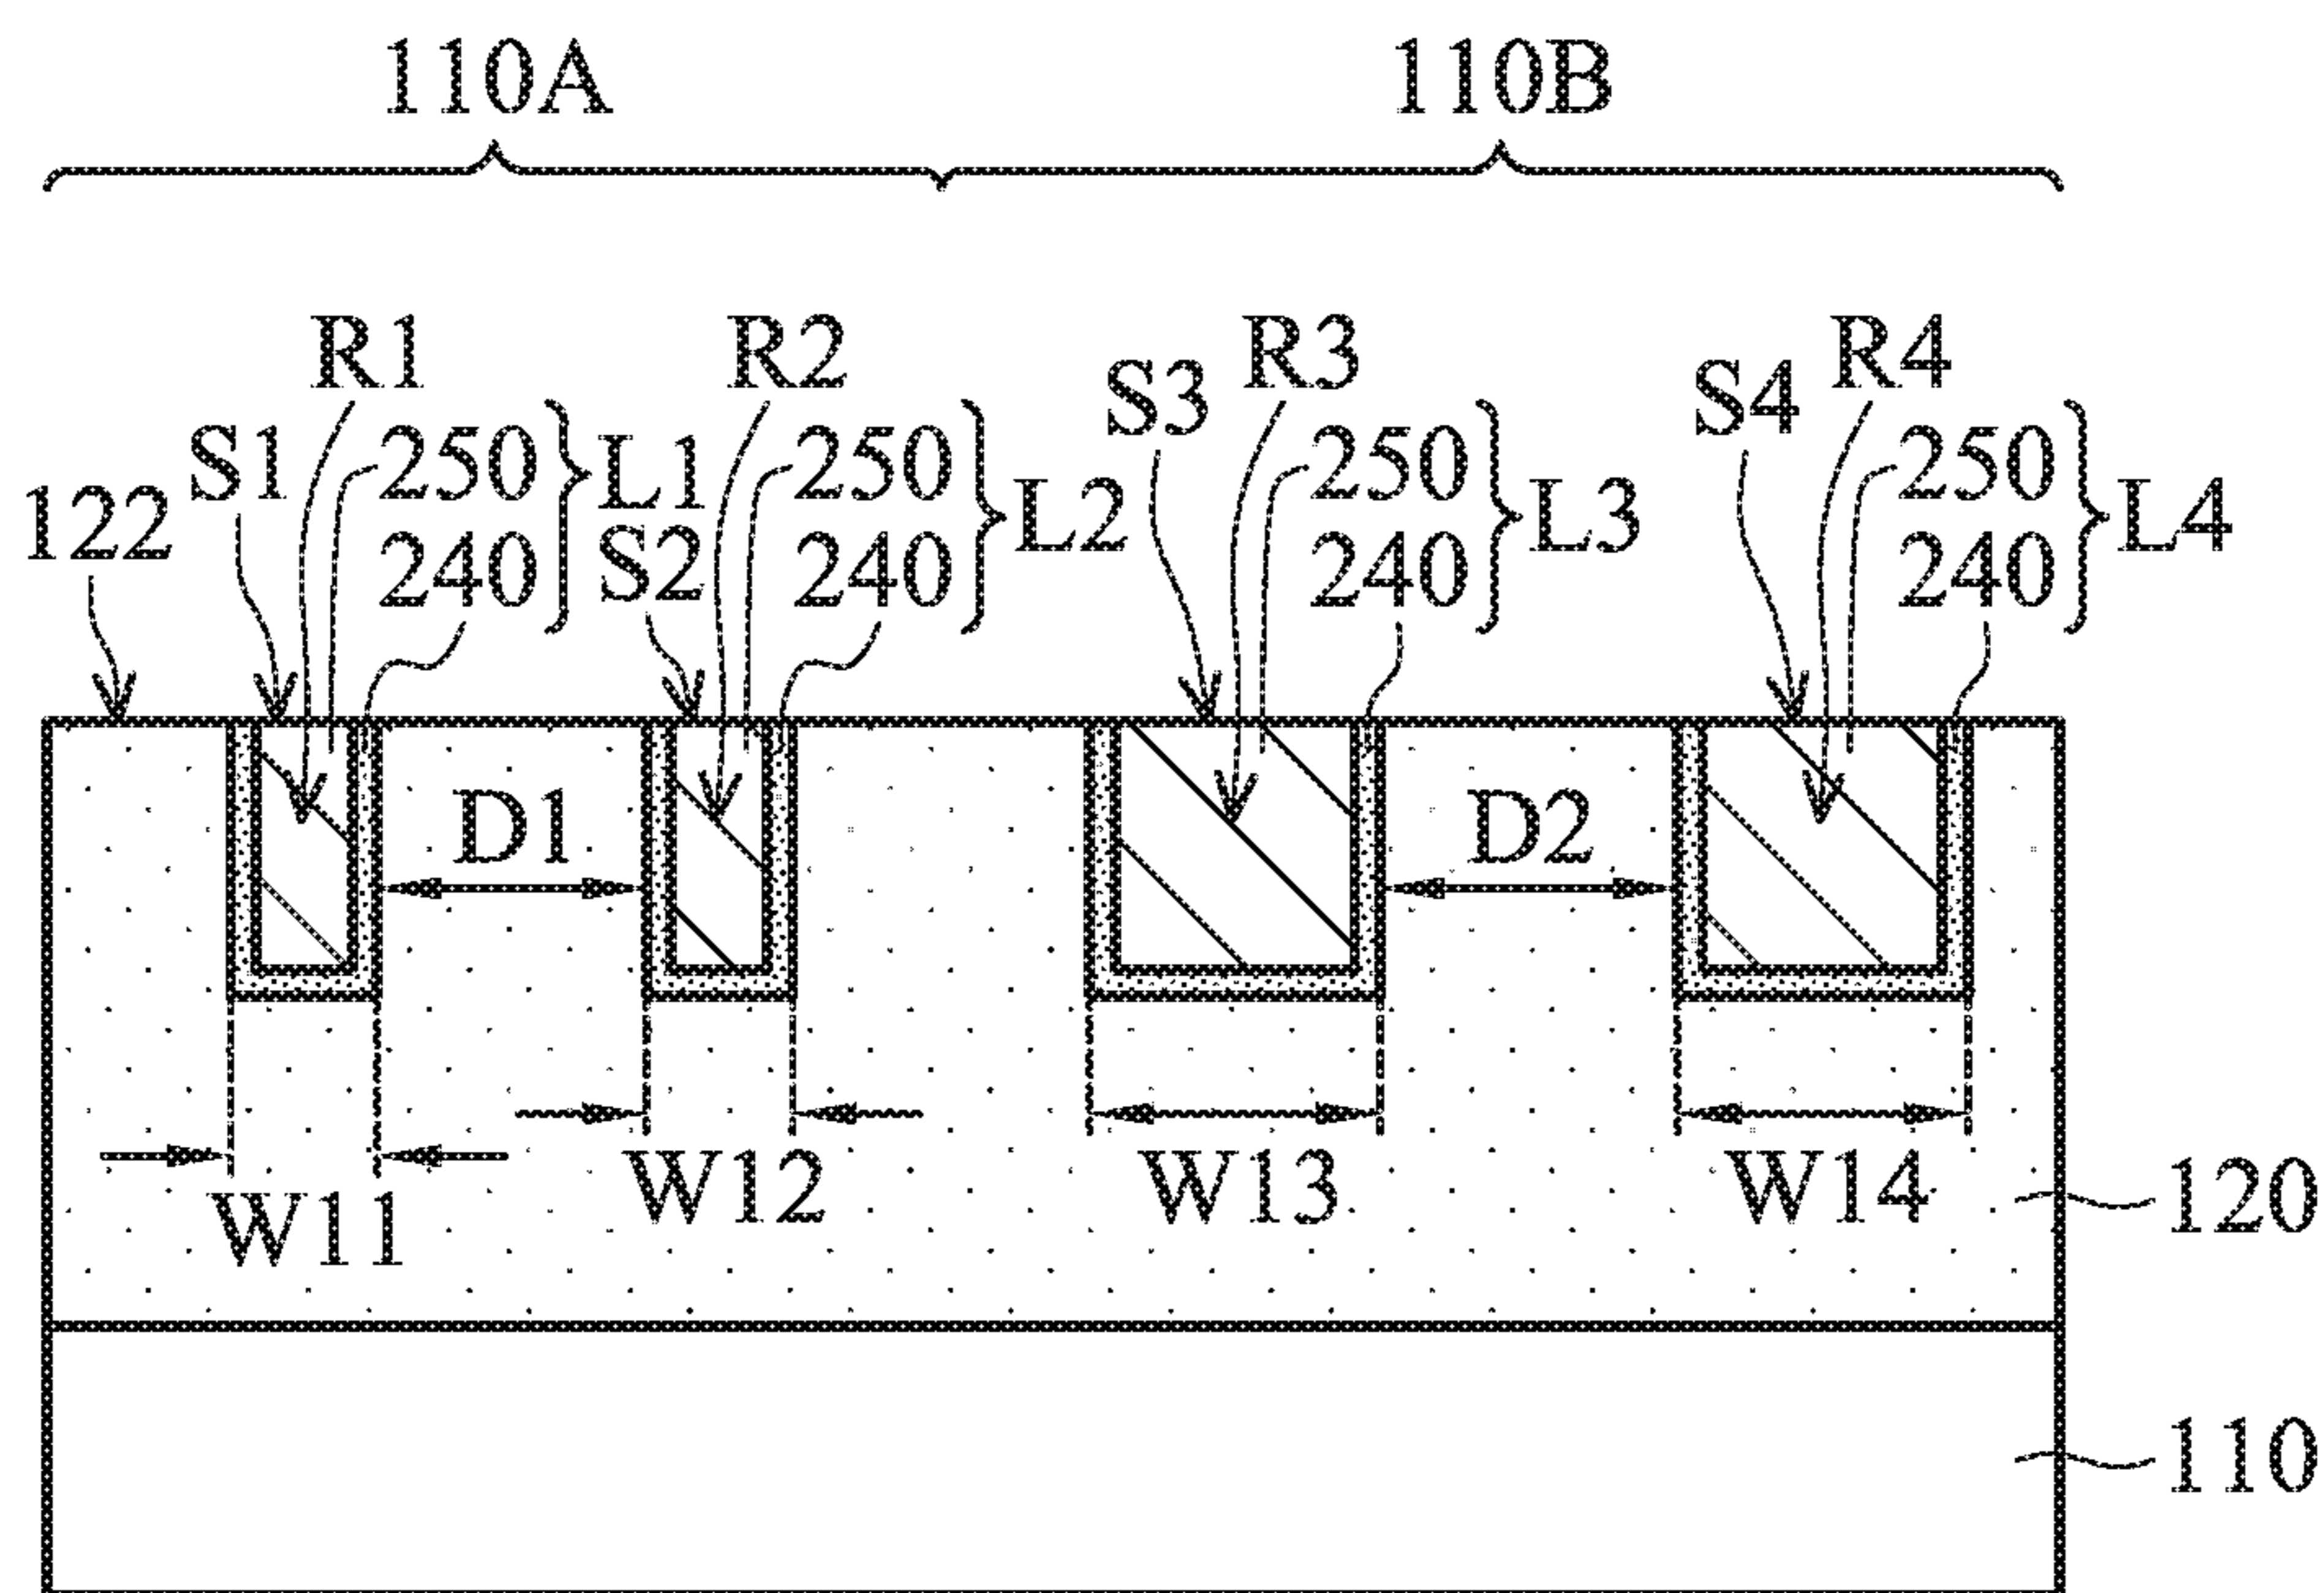 110A 110B
R1 R2 S3 R3 S4 R4
S1 250 L1 250 L2 250 L3 250 L4
122 240 S2 240 240 240
D1 D2
W11 W12 W13 W14
120
110